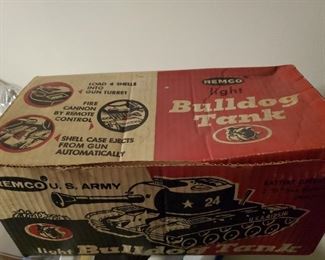 LOAD 4 SHELLS
INTO
GUN TURRET
FIRE
CANNON BY
REMOTE
CONTROL
SHELL CASE EJECTS
FROM GUN
AUTOMATICALLY
REMCO
light
Bulldog
Tank
REMCO U.S. ARMY
24
light Bulldog Tank
BATTERY